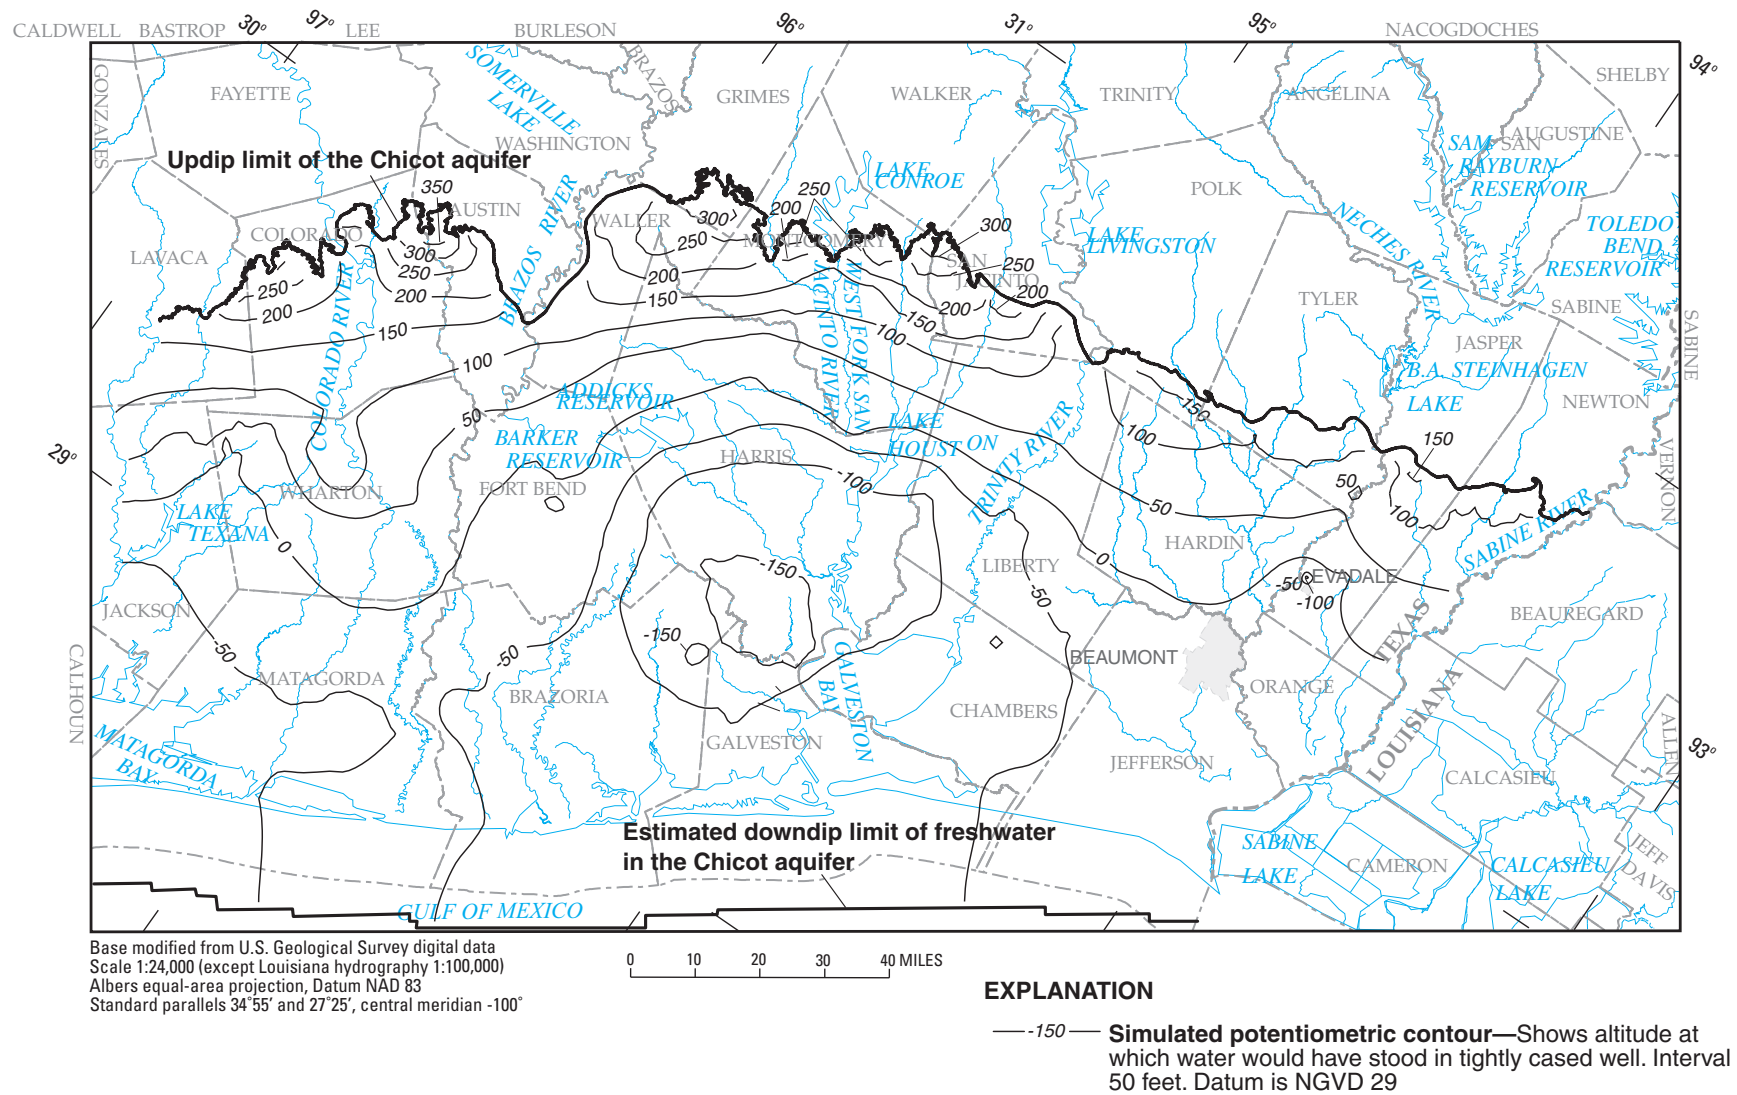 CALDWELL BASTROP 30° 97° LEE BURLESON 96° 31° 95° NACOGDOCHES
94°
GONZALES
FAYETTE
SOMERVILLE
LAKE
BRAZOS
GRIMES
WALKER
TRINITY
ANGELINA
SHELBY
WASHINGTON
SAM
RAYBURN
RESERVOIR
SAN
AUGUSTINE
Updip limit of the Chicot aquifer
350
AUSTIN
BRAZOS RIVER
WALLER
LAKE
CONROE
250
200
300
POLK
LAKE
LIVINGSTON
NECHES RIVER
TOLEDO
BEND
RESERVOIR
COLORADO
LAVACA
300
250
200
250
200
MONTGOMERY
300
250
200
150
SAN
JACINTO
250
200
200
TYLER
SABINE
SABINE
JASPER
150
COLORADO RIVER
100
50
JACINTO RIVER
WEST FORK SAN
150
100
B.A. STEINHAGEN
LAKE
NEWTON
ADDICKS
RESERVOIR
BARKER
RESERVOIR
LAKE
HOUSTON
HARRIS
-100
TRINITY RIVER
150
100
150
50
100
50
VERNON
29°
WHARTON
FORT BEND
LAKE
TEXANA
0
SABINE RIVER
HARDIN
0
LIBERTY
-50
-150
-50
EVADALE
-100
JACKSON
-50
-50
-150
BEAUREGARD
TEXAS
LOUISIANA
BEAUMONT
ORANGE
CALHOUN
MATAGORDA
BRAZORIA
GALVESTON
BAY
CHAMBERS
GALVESTON
JEFFERSON
ALLEN
93°
MATAGORDA
BAY
CALCASIEU
Estimated downdip limit of freshwater
in the Chicot aquifer
SABINE
LAKE
CAMERON
CALCASIEU
LAKE
JEFF
DAVIS
GULF OF MEXICO
Base modified from U.S. Geological Survey digital data
Scale 1:24,000 (except Louisiana hydrography 1:100,000)
Albers equal-area projection, Datum NAD 83
Standard parallels 34°55′ and 27°25′, central meridian -100°
0 10 20 30 40 MILES
EXPLANATION
-150 Simulated potentiometric contour—Shows altitude at
which water would have stood in tightly cased well. Interval
50 feet. Datum is NGVD 29